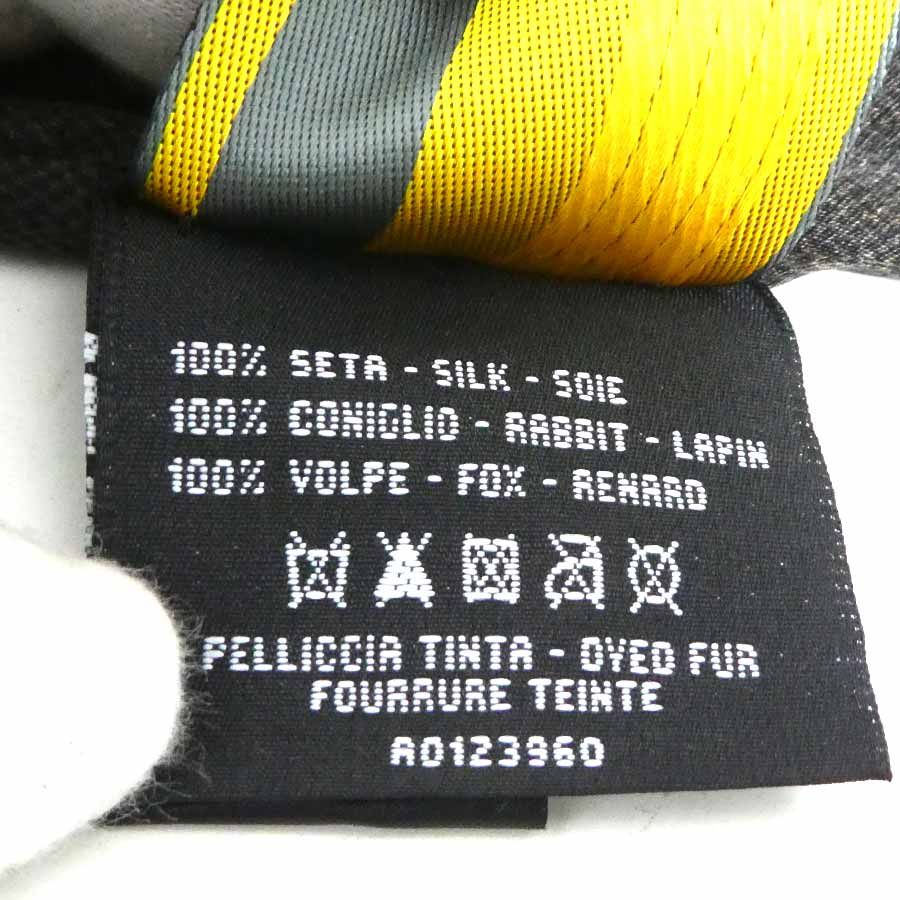 100% SETA - SILK - SOIE
100% CONIGLIO - RABBIT - LAPIN
100% VOLPE - FOX - RENARD
PELLICCIA TINTA - DYED FUR
FOURRURE TEINTE
A0123960